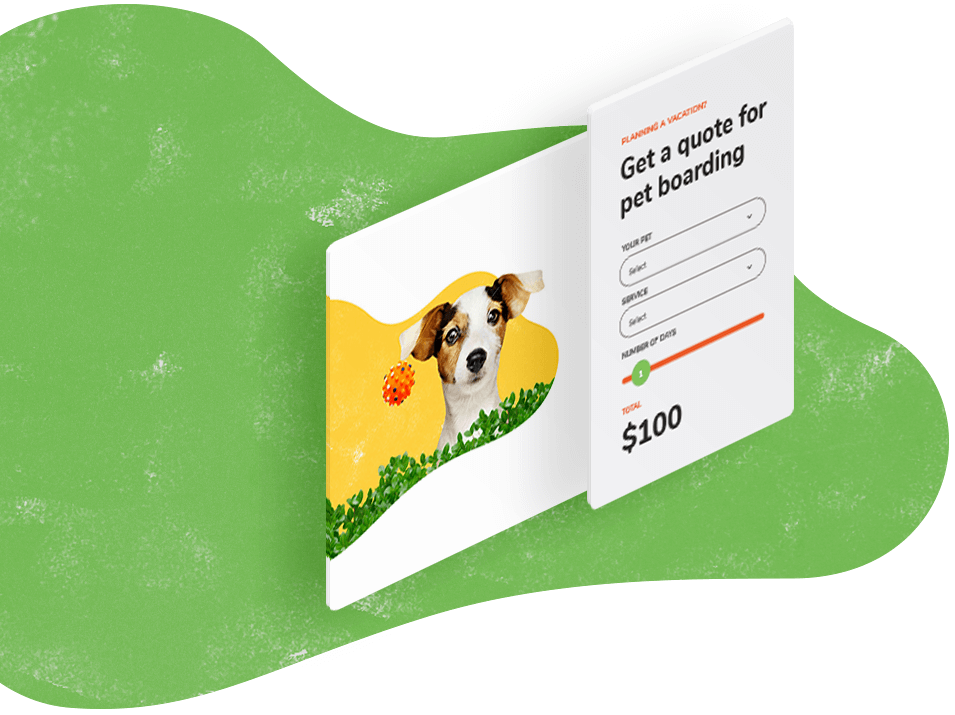 PLANNING A VACATION?
Get a quote for
pet boarding
YOUR PET
Select
SERVICE
Select
NUMBER OF DAYS
1
TOTAL
$100